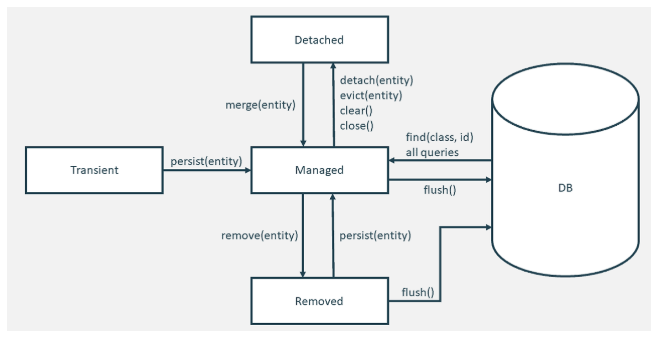 Detached
merge(entity)
detach(entity)
evict(entity)
clear()
close()
find(class, id)
all queries
Transient
persist(entity)
Managed
flush()
DB
remove(entity)
persist(entity)
Removed
flush()